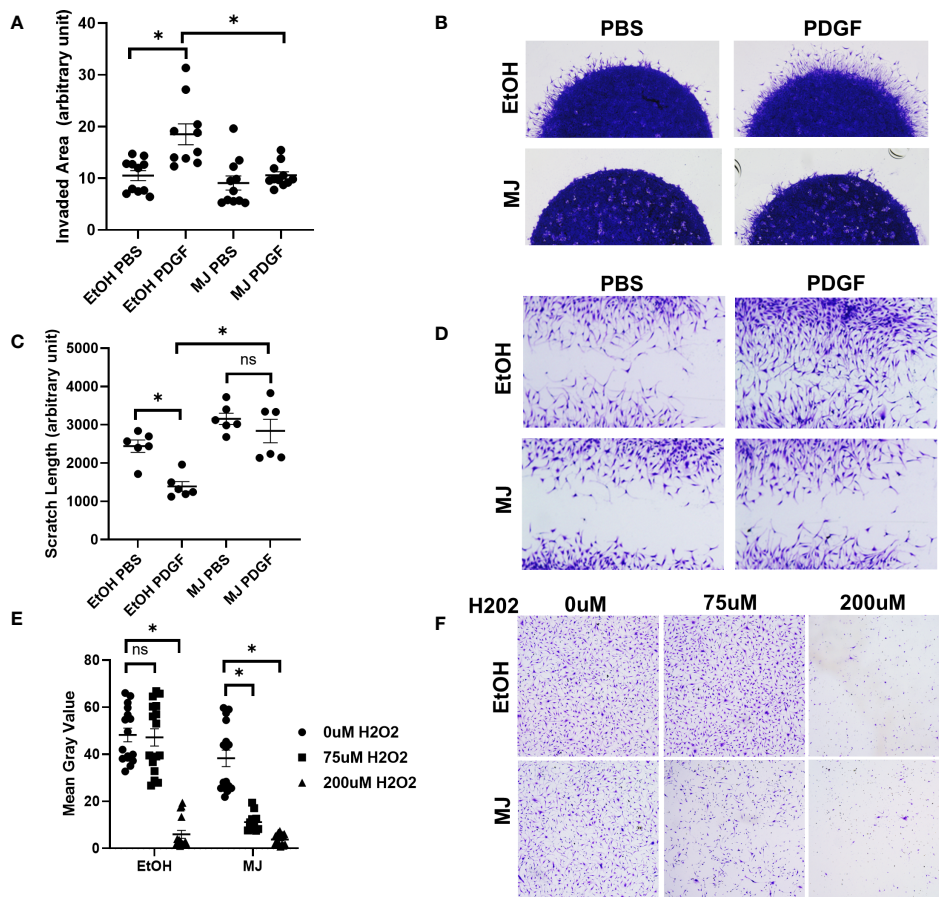 A
Invaded Area (arbitrary unit)
40
30
20
10
0
*
*
EtOH PBS
EtOH PDGF
MJ PBS
MJ PDGF
B
PBS
PDGF
EtOH
MJ
C
Scratch Length (arbitrary unit)
5000
4000
3000
2000
1000
0
*
*
ns
EtOH PBS
EtOH PDGF
MJ PBS
MJ PDGF
D
PBS
PDGF
EtOH
MJ
E
Mean Gray Value
80
60
40
20
0
*
ns
*
*
EtOH
MJ
0uM H2O2
75uM H2O2
200uM H2O2
F
H202
0uM
75uM
200uM
EtOH
MJ